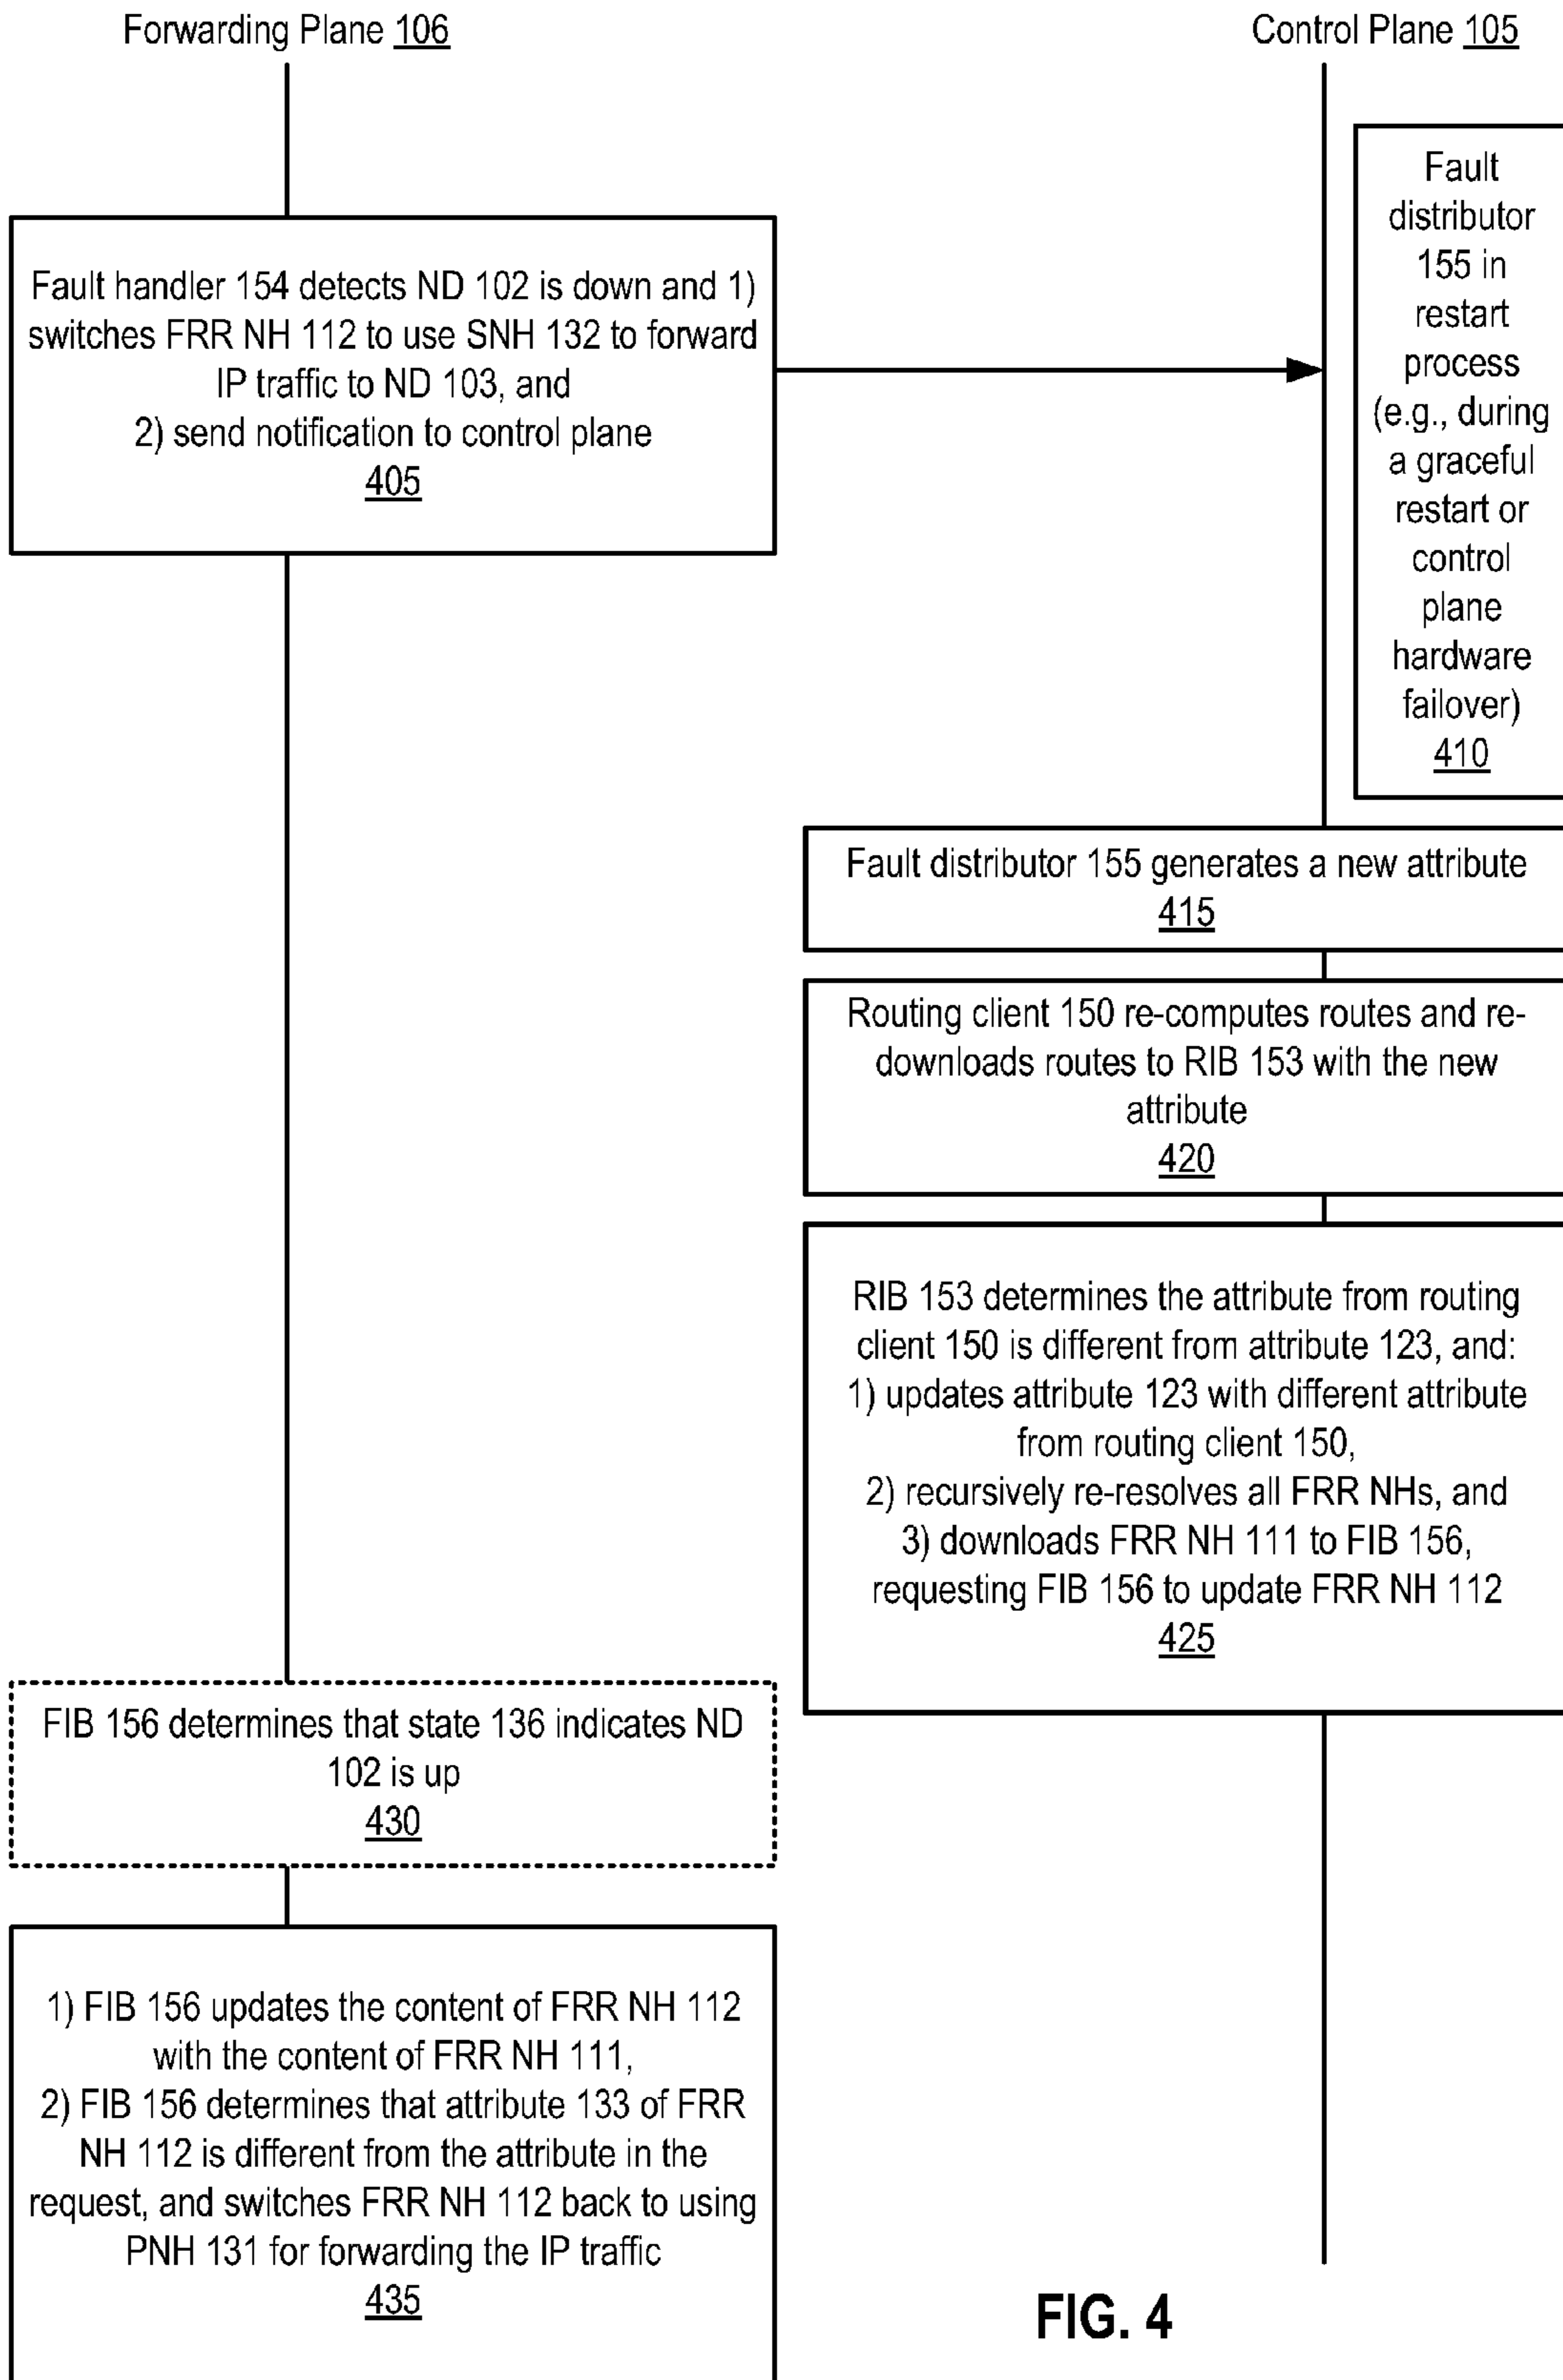 Forwarding Plane 106
Control Plane 105
Fault handler 154 detects ND 102 is down and 1)
switches FRR NH 112 to use SNH 132 to forward
IP traffic to ND 103, and
2) send notification to control plane
405
Fault
distributor
155 in
restart
process
(e.g., during
a graceful
restart or
control
plane
hardware
failover)
410
Fault distributor 155 generates a new attribute
415
Routing client 150 re-computes routes and re-
downloads routes to RIB 153 with the new
attribute
420
RIB 153 determines the attribute from routing
client 150 is different from attribute 123, and:
1) updates attribute 123 with different attribute
from routing client 150,
2) recursively re-resolves all FRR NHs, and
3) downloads FRR NH 111 to FIB 156,
requesting FIB 156 to update FRR NH 112
425
FIB 156 determines that state 136 indicates ND
102 is up
430
1) FIB 156 updates the content of FRR NH 112
with the content of FRR NH 111,
2) FIB 156 determines that attribute 133 of FRR
NH 112 is different from the attribute in the
request, and switches FRR NH 112 back to using
PNH 131 for forwarding the IP traffic
435
FIG. 4